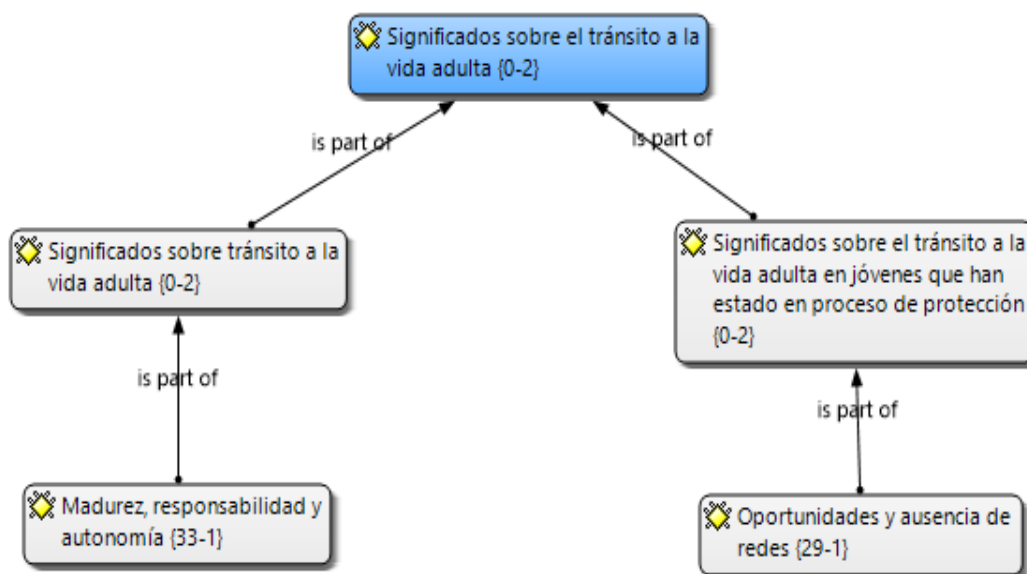 Significados sobre el tránsito a la
vida adulta {0-2}
is part of
is part of
Significados sobre tránsito a la
vida adulta {0-2}
Significados sobre el tránsito a la
vida adulta en jóvenes que han
estado en proceso de protección
{0-2}
is part of
is part of
Madurez, responsabilidad y
autonomía {33-1}
Oportunidades y ausencia de
redes {29-1}